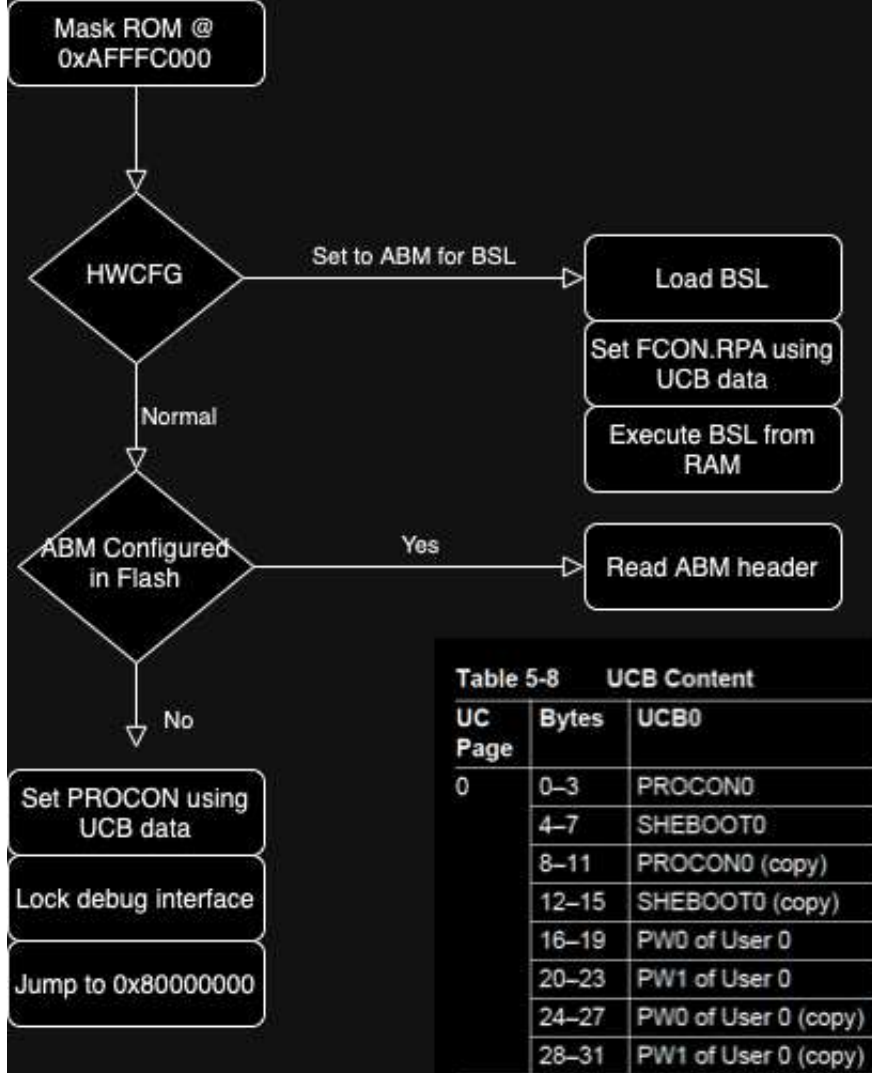 Mask ROM @
0xAFFFC000
HWCFG
Set to ABM for BSL
Load BSL
Set FCON.RPA using
UCB data
Execute BSL from
RAM
Normal
ABM Configured
in Flash
Yes
Read ABM header
No
Set PROCON using
UCB data
Lock debug interface
Jump to 0x80000000
Table 5-8 UCB Content
UC Bytes UCB0
Page
0 0–3 PROCON0
4–7 SHEBOOT0
8–11 PROCON0 (copy)
12–15 SHEBOOT0 (copy)
16–19 PW0 of User 0
20–23 PW1 of User 0
24–27 PW0 of User 0 (copy)
28–31 PW1 of User 0 (copy)